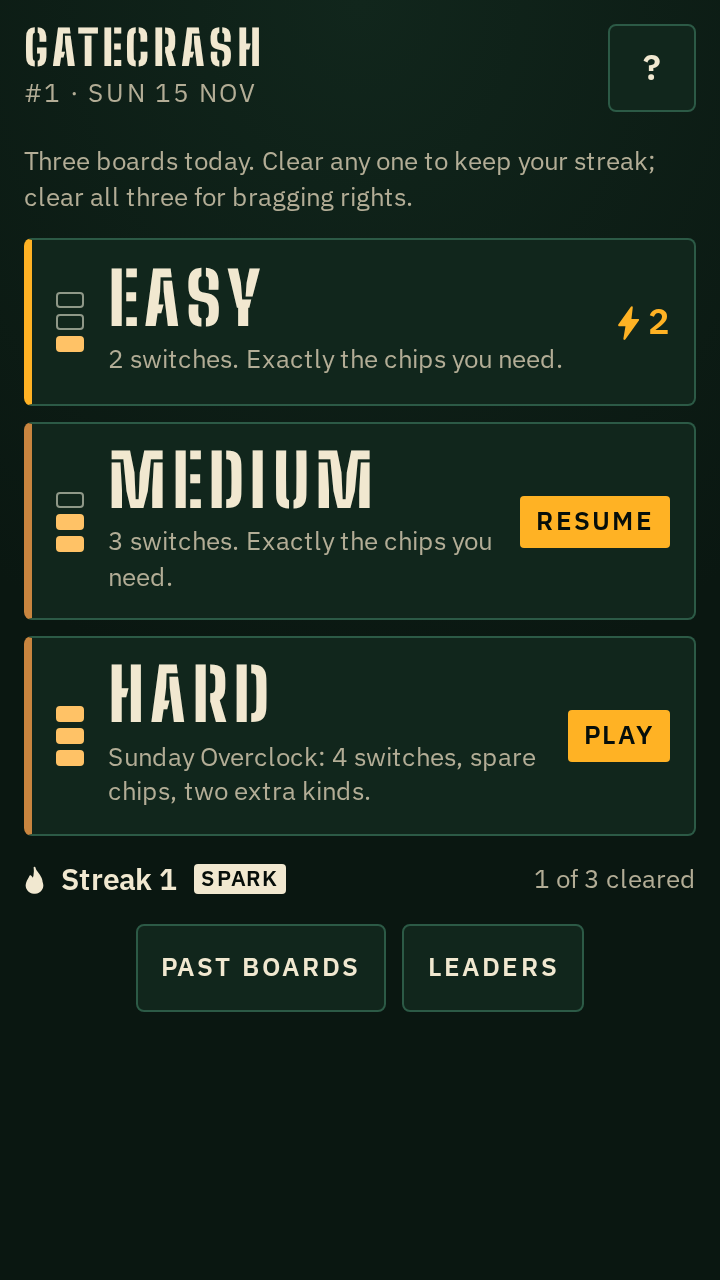 GATECRASH
#1 · SUN 15 NOV
?
Three boards today. Clear any one to keep your streak;
clear all three for bragging rights.
EASY
2 switches. Exactly the chips you need.
2
MEDIUM
3 switches. Exactly the chips you
need.
RESUME
HARD
Sunday Overclock: 4 switches, spare
chips, two extra kinds.
PLAY
Streak 1 SPARK 1 of 3 cleared
PAST BOARDS LEADERS